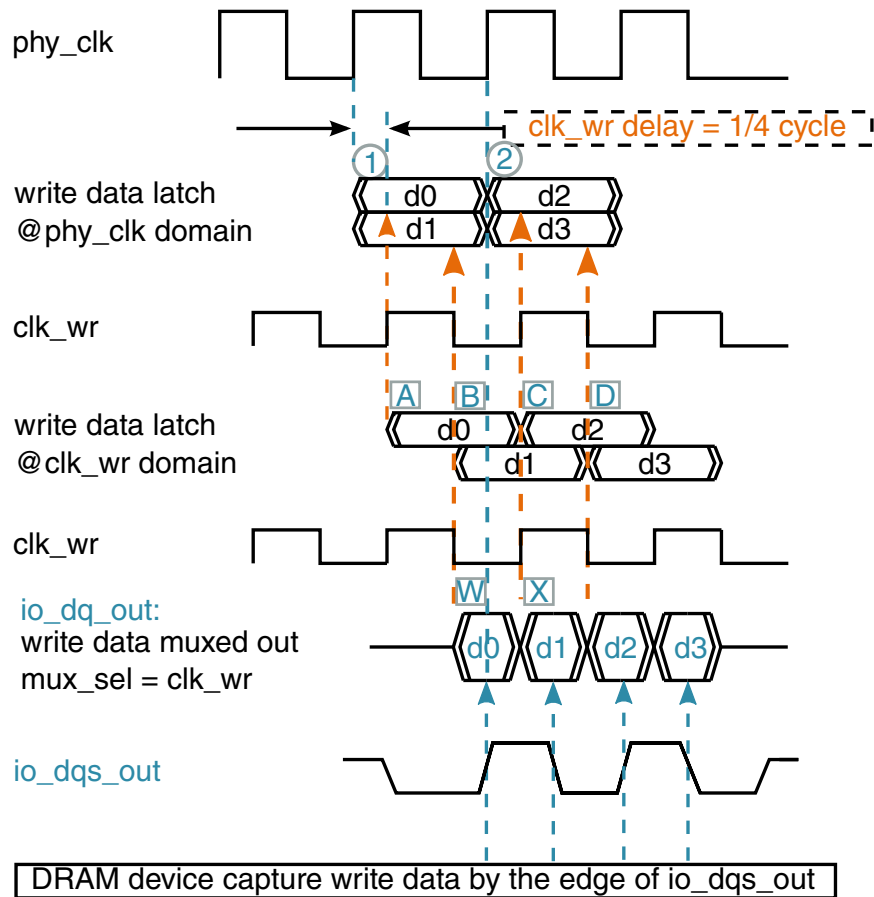 phy_clk
clk_wr delay = 1/4 cycle
1 2
write data latch d0 d2
@phy_clk domain d1 d3
clk_wr
A B C D
write data latch d0 d2
@clk_wr domain d1 d3
clk_wr
W X
io_dq_out:
write data muxed out d0 d1 d2 d3
mux_sel = clk_wr
io_dqs_out
DRAM device capture write data by the edge of io_dqs_out